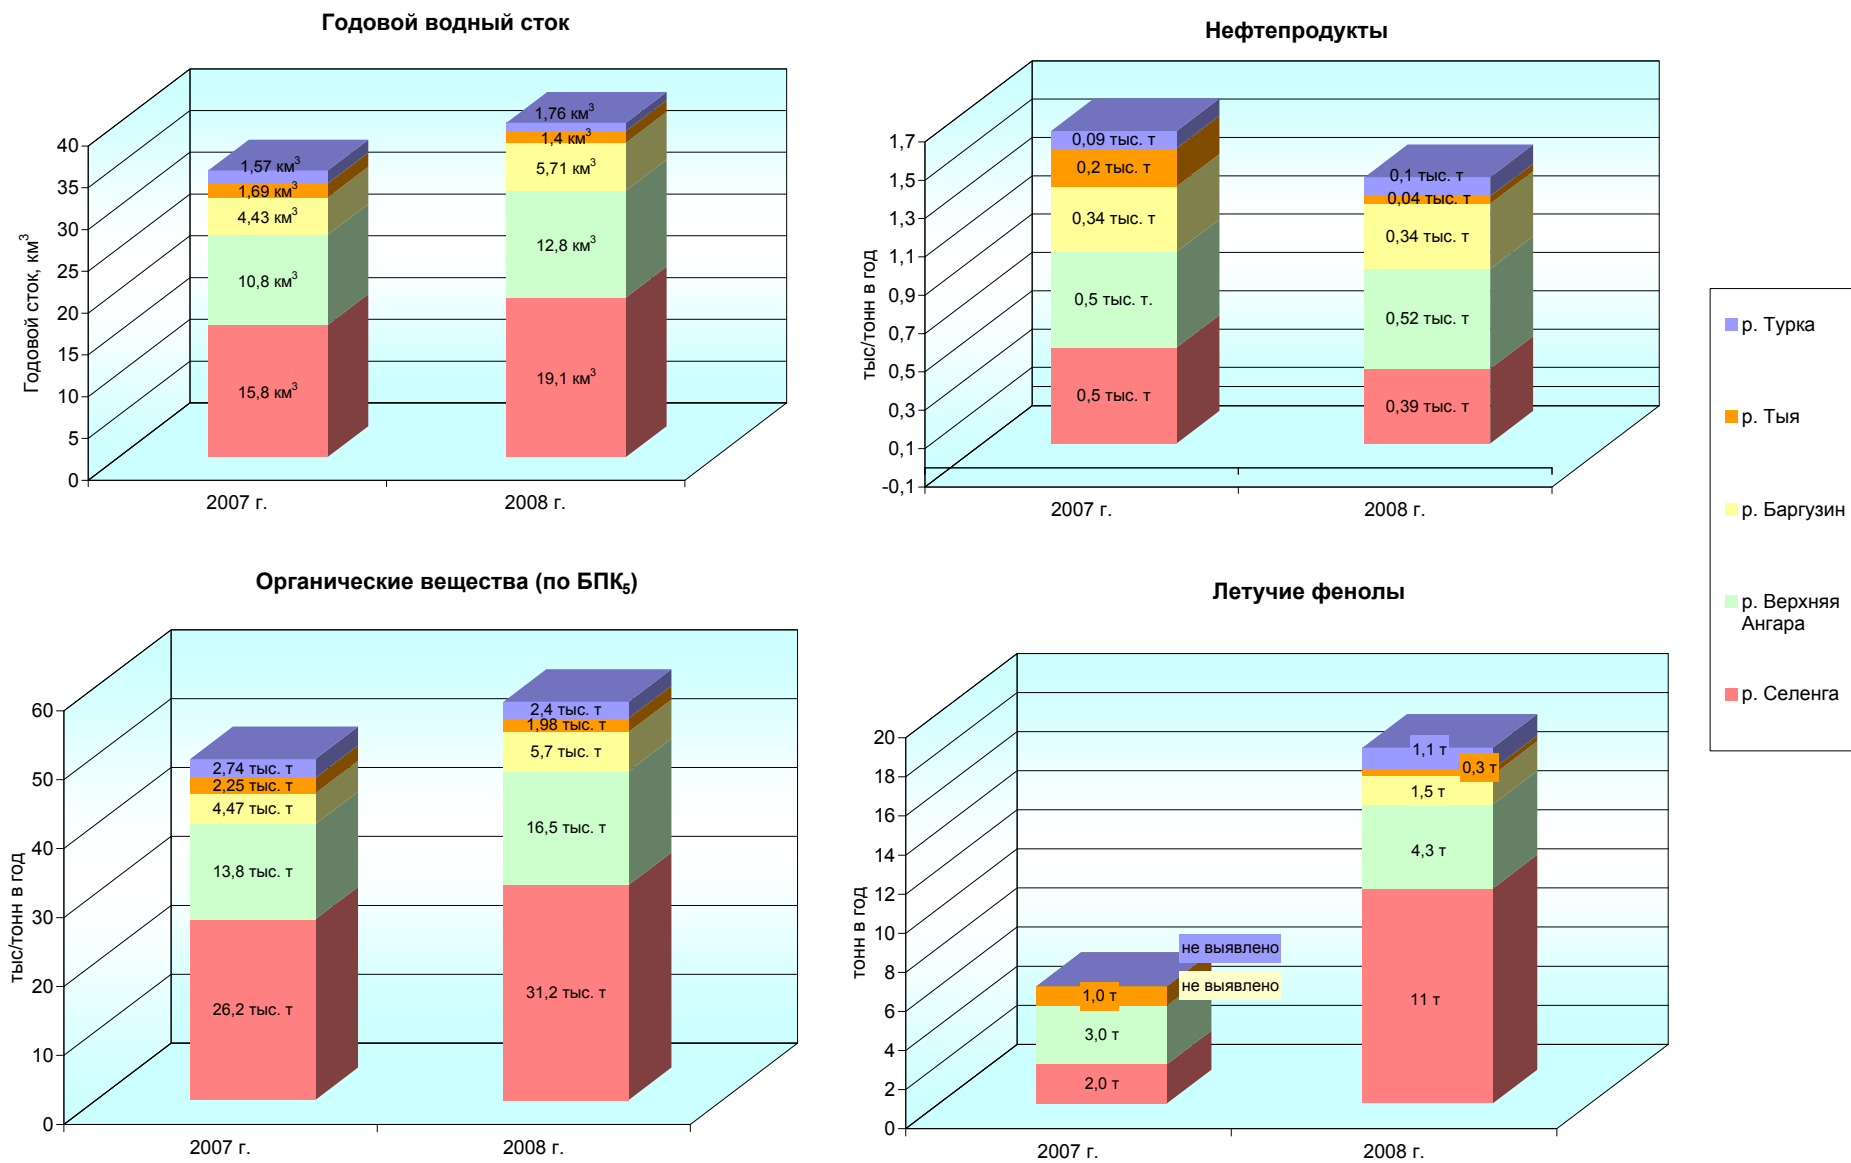 Годовой водный сток
Годовой сток, км³
40
35
30
25
20
15
10
5
0
1,57 км³
1,69 км³
4,43 км³
10,8 км³
15,8 км³
1,76 км³
1,4 км³
5,71 км³
12,8 км³
19,1 км³
2007 г.
2008 г.
Нефтепродукты
тыс/тонн в год
1,7
1,5
1,3
1,1
0,9
0,7
0,5
0,3
0,1
-0,1
0,09 тыс. т
0,2 тыс. т
0,34 тыс. т
0,5 тыс. т.
0,5 тыс. т
0,1 тыс. т
0,04 тыс. т
0,34 тыс. т
0,52 тыс. т
0,39 тыс. т
2007 г.
2008 г.
р. Турка
р. Тыя
р. Баргузин
р. Верхняя
Ангара
р. Селенга
Органические вещества (по БПК₅)
тыс/тонн в год
60
50
40
30
20
10
0
2,74 тыс. т
2,25 тыс. т
4,47 тыс. т
13,8 тыс. т
26,2 тыс. т
2,4 тыс. т
1,98 тыс. т
5,7 тыс. т
16,5 тыс. т
31,2 тыс. т
2007 г.
2008 г.
Летучие фенолы
тонн в год
20
18
16
14
12
10
8
6
4
2
0
не выявлено
не выявлено
1,0 т
3,0 т
2,0 т
1,1 т
0,3 т
1,5 т
4,3 т
11 т
2007 г.
2008 г.